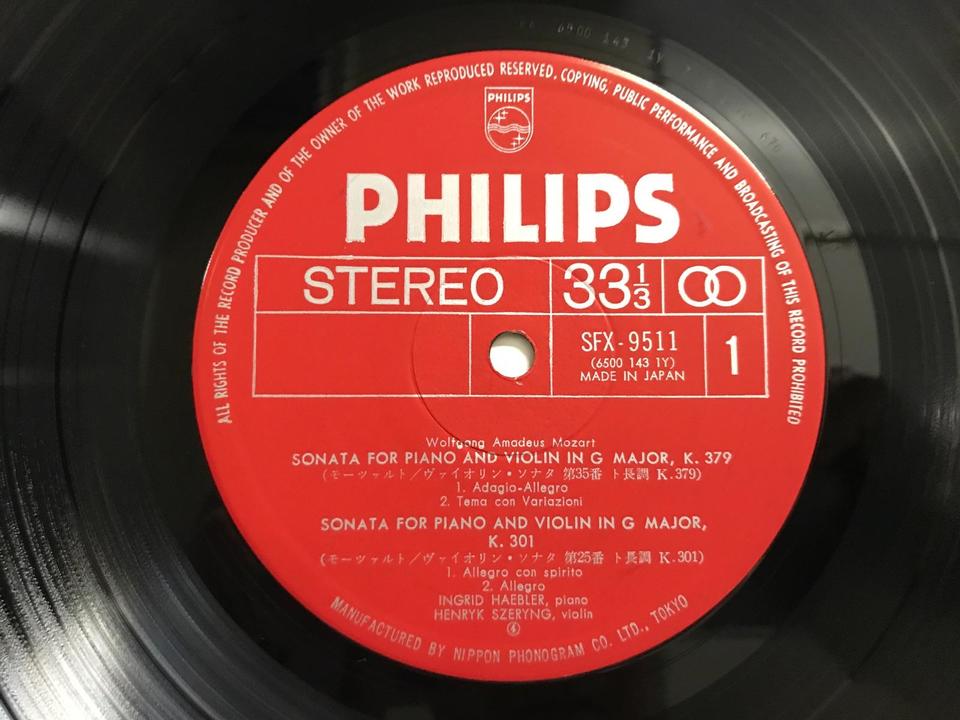 6500 143 1Y
ALL RIGHTS OF THE RECORD PRODUCER AND OF THE OWNER OF THE WORK REPRODUCED RESERVED. COPYING, PUBLIC PERFORMANCE AND BROADCASTING OF THIS RECORD PROHIBITED
PHILIPS
PHILIPS
STEREO 33 1/3
SFX-9511
(6500 143 1Y)
MADE IN JAPAN
1
Wolfgang Amadeus Mozart
SONATA FOR PIANO AND VIOLIN IN G MAJOR, K. 379
(モーツァルト／ヴァイオリン・ソナタ 第35番 ト長調 K.379)
1. Adagio-Allegro
2. Tema con Variazioni
SONATA FOR PIANO AND VIOLIN IN G MAJOR,
K. 301
(モーツァルト／ヴァイオリン・ソナタ 第25番 ト長調 K.301)
1. Allegro con spirito
2. Allegro
INGRID HAEBLER, piano
HENRYK SZERYNG, violin
MANUFACTURED BY NIPPON PHONOGRAM CO. LTD., TOKYO